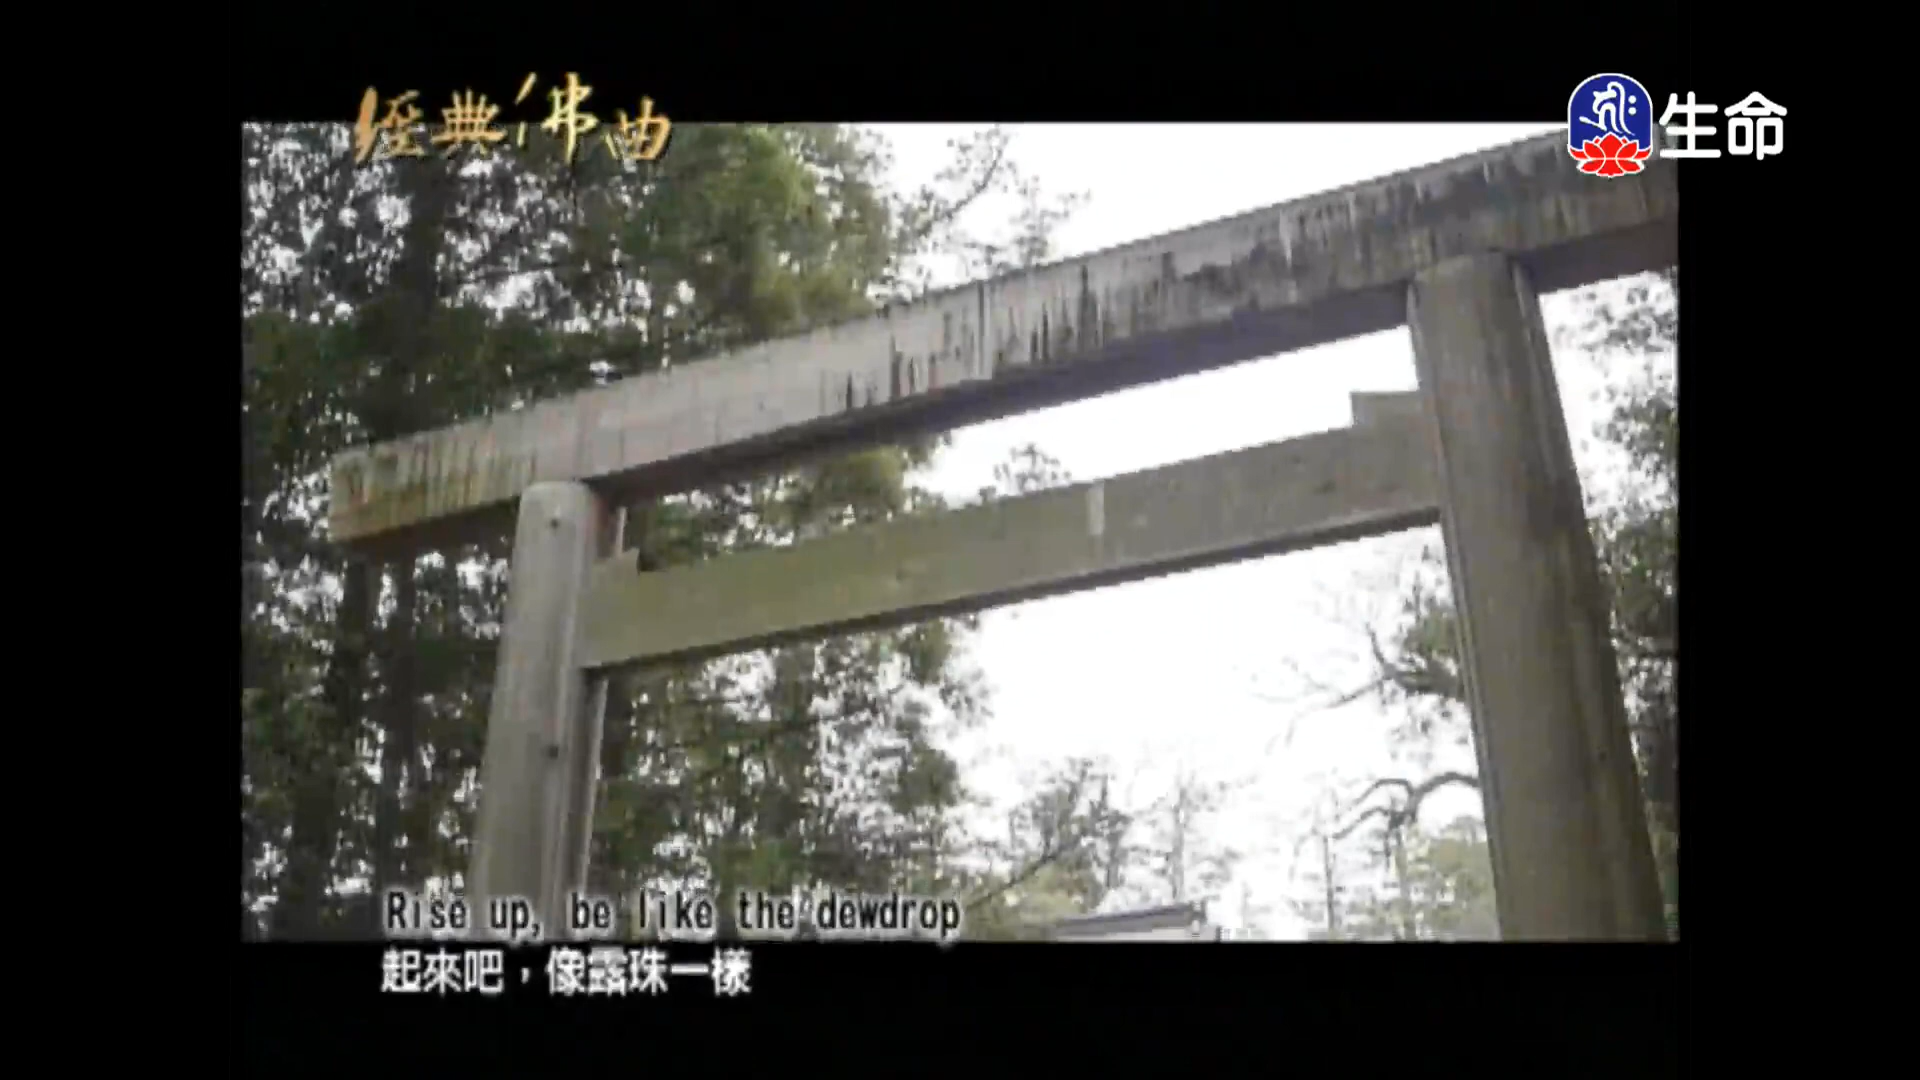 經典佛曲
生命
Rise up, be like the dewdrop
起來吧，像露珠一樣